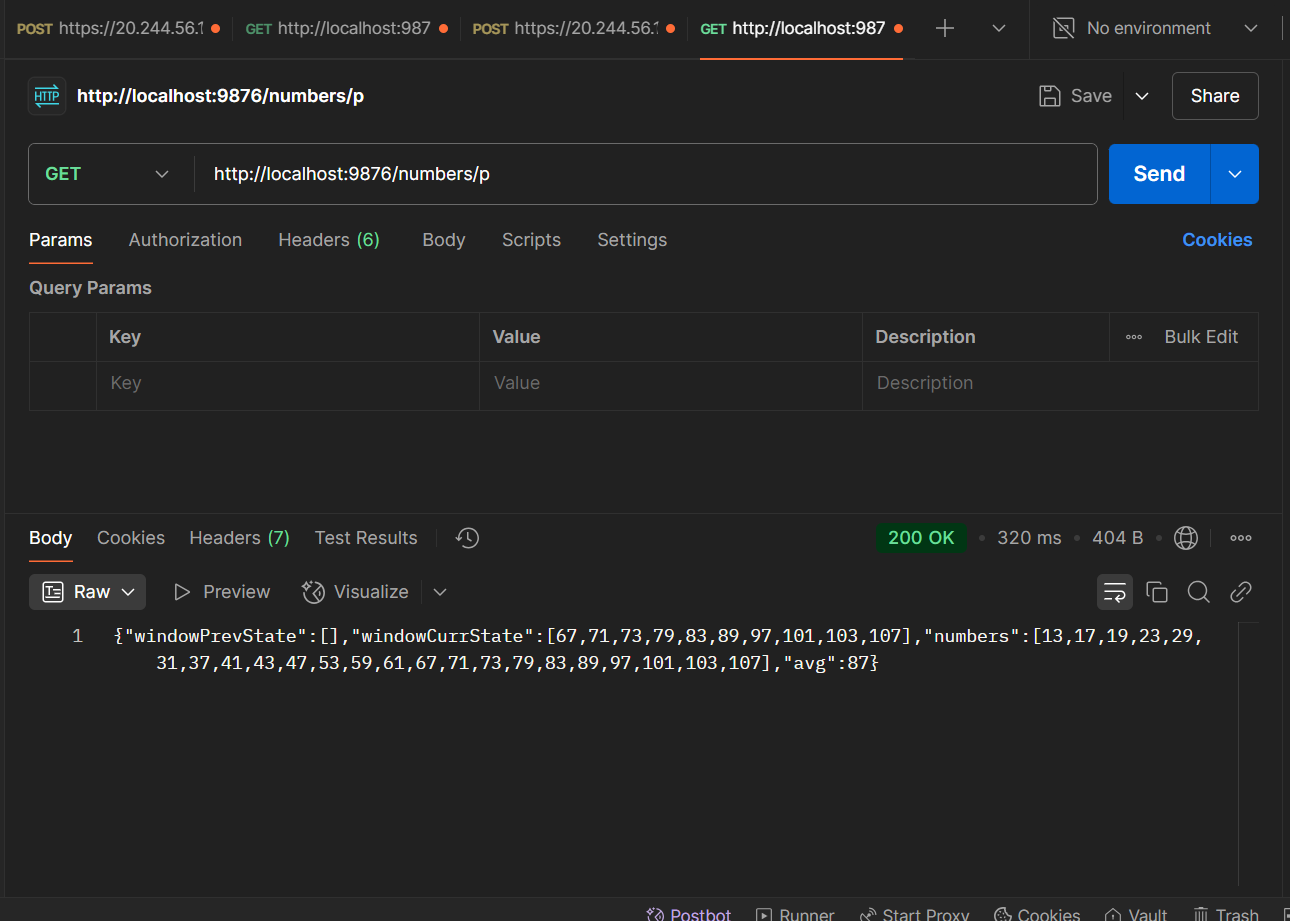 POST https://20.244.56.1 GET http://localhost:987 POST https://20.244.56.1 GET http://localhost:987 No environment
HTTP http://localhost:9876/numbers/p Save Share
GET http://localhost:9876/numbers/p Send
Params Authorization Headers (6) Body Scripts Settings Cookies
Query Params
Key Value Description Bulk Edit
Key Value Description
Body Cookies Headers (7) Test Results 200 OK 320 ms 404 B
Raw Preview Visualize
1 {"windowPrevState":[],"windowCurrState":[67,71,73,79,83,89,97,101,103,107],"numbers":[13,17,19,23,29,
31,37,41,43,47,53,59,61,67,71,73,79,83,89,97,101,103,107],"avg":87}
Postbot Runner Start Proxy Cookies Vault Trash